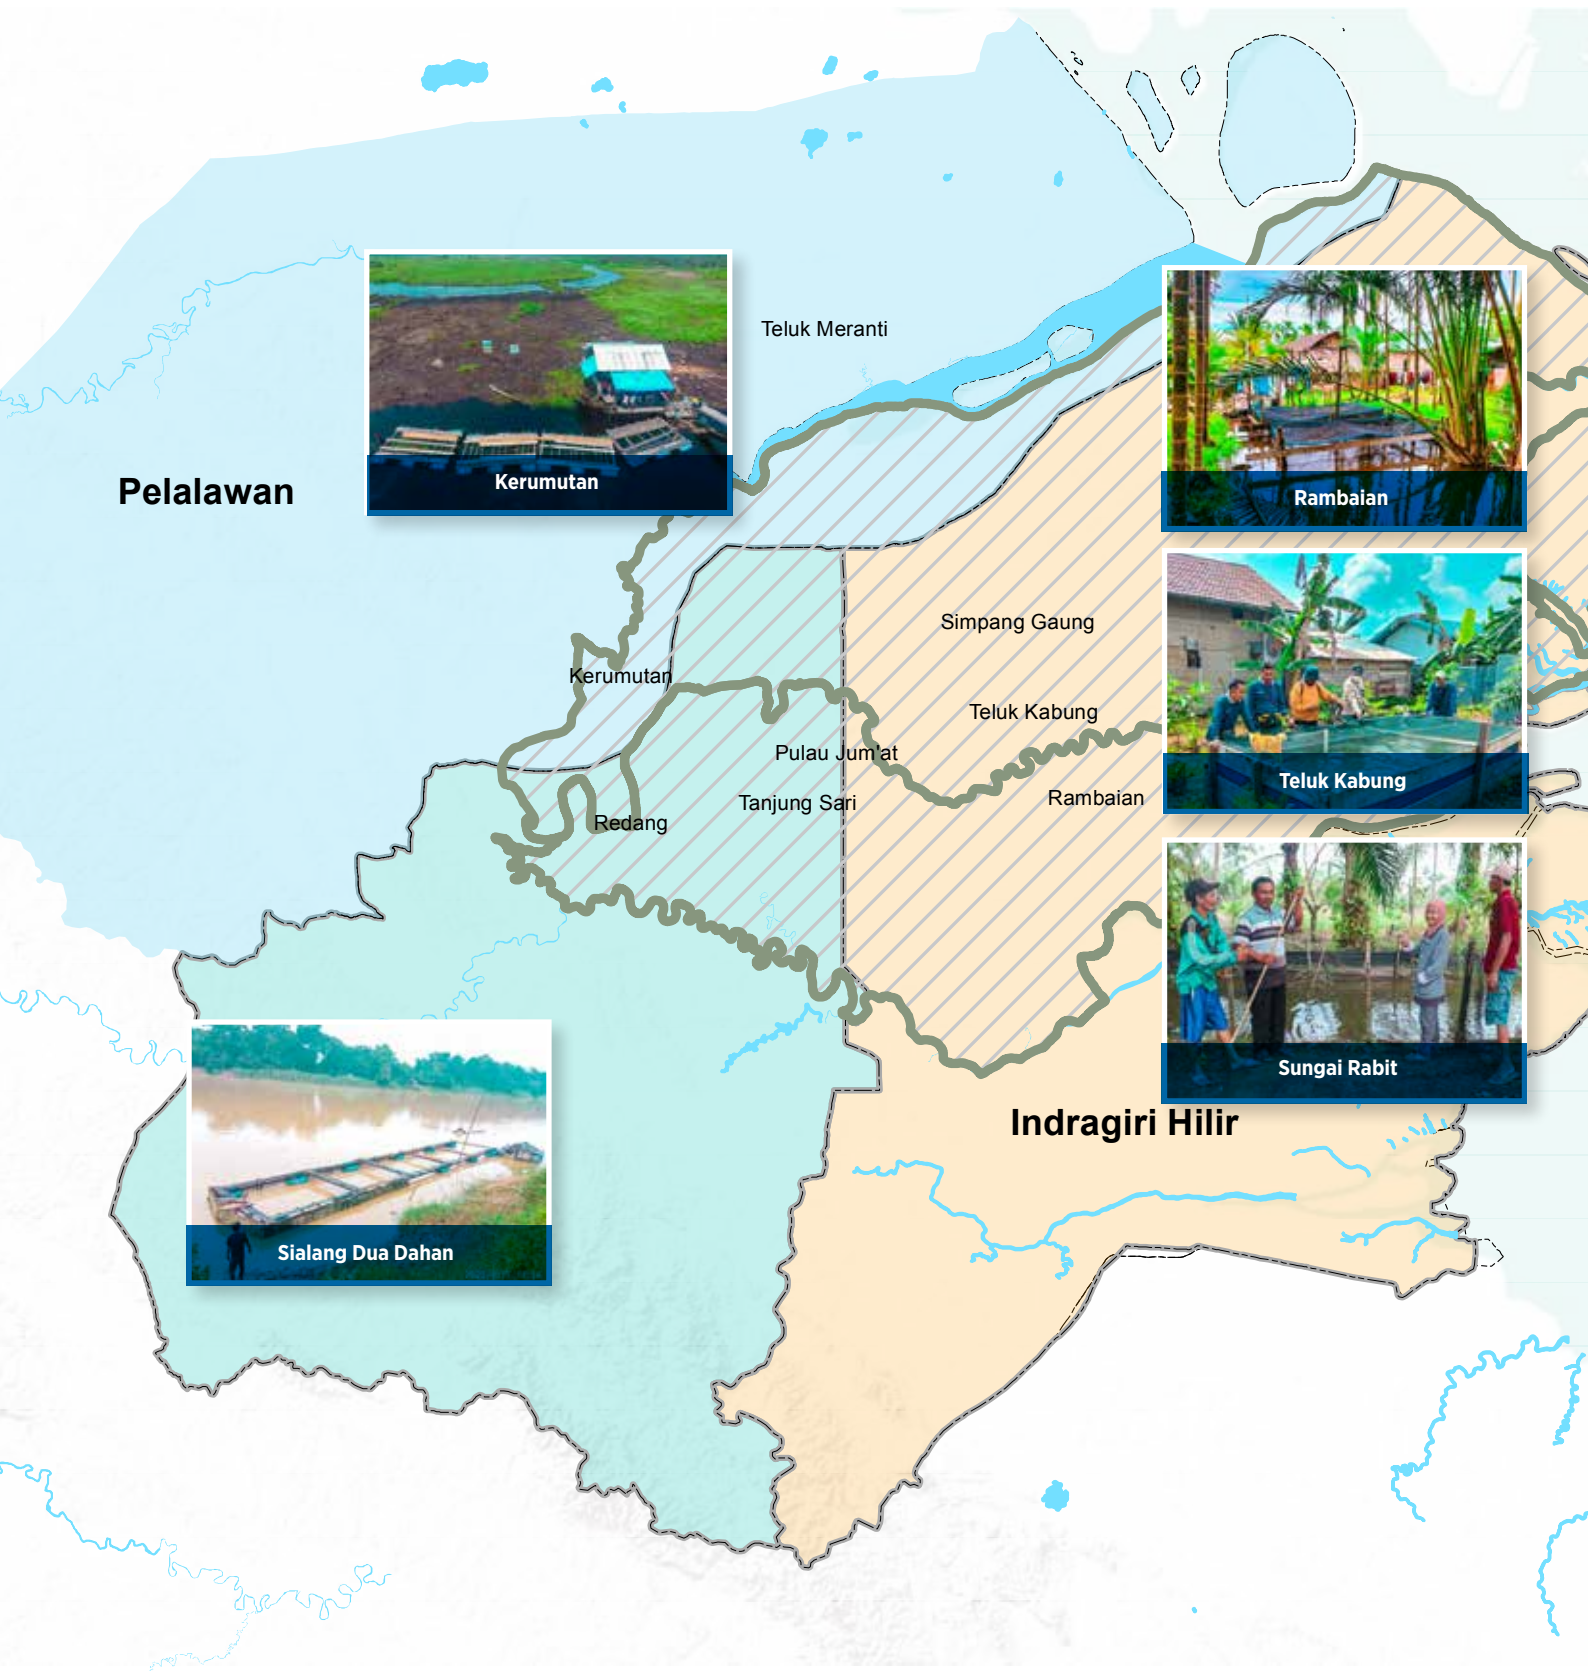 Teluk Meranti
Kerumutan
Pelalawan
Rambaian
Simpang Gaung
Kerumutan
Teluk Kabung
Pulau Jum'at
Teluk Kabung
Rambaian
Tanjung Sari
Redang
Sungai Rabit
Indragiri Hilir
Sialang Dua Dahan